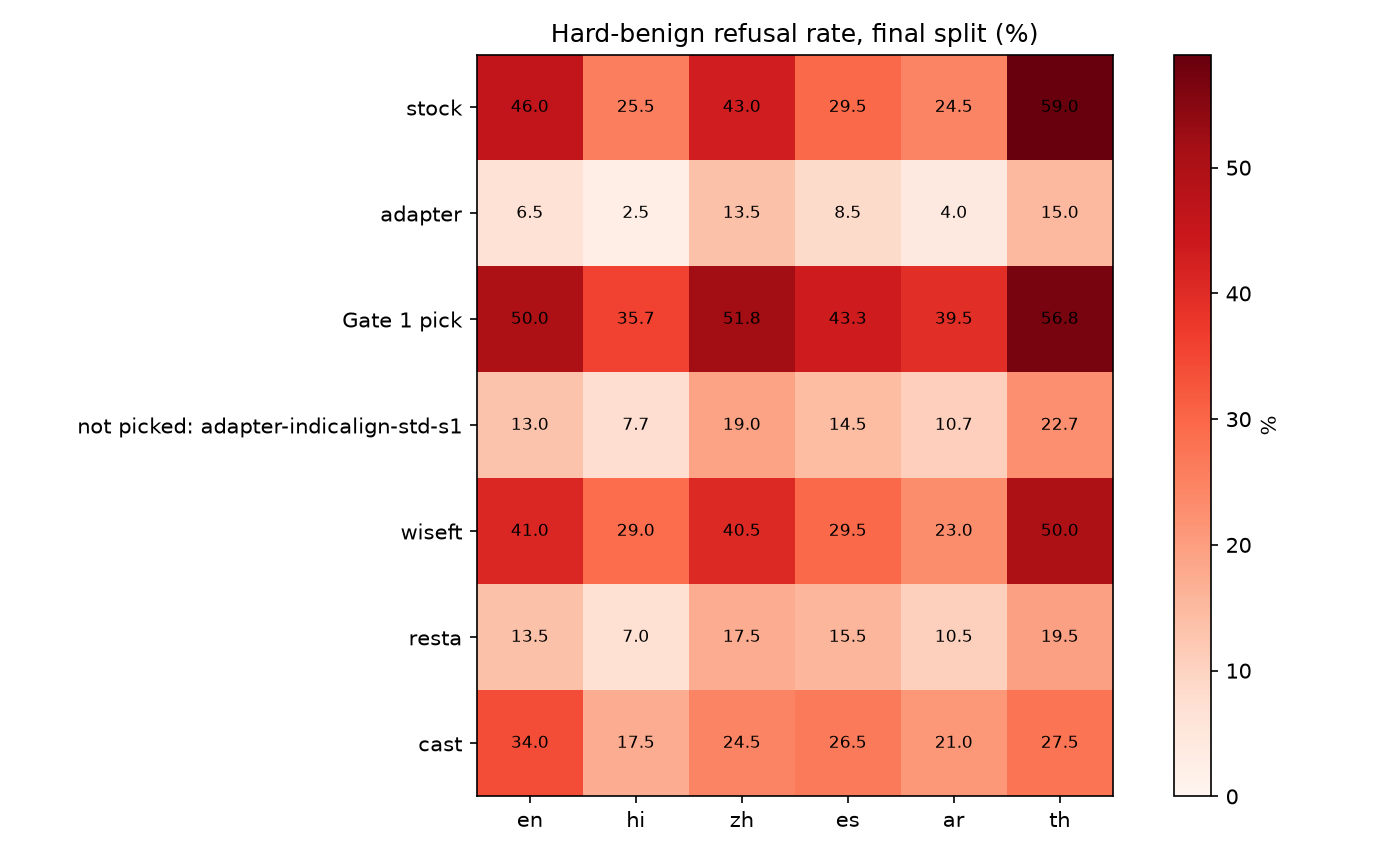 Hard-benign refusal rate, final split (%)
stock 46.0 25.5 43.0 29.5 24.5 59.0
adapter 6.5 2.5 13.5 8.5 4.0 15.0
Gate 1 pick 50.0 35.7 51.8 43.3 39.5 56.8
not picked: adapter-indicalign-std-s1 13.0 7.7 19.0 14.5 10.7 22.7
wiseft 41.0 29.0 40.5 29.5 23.0 50.0
resta 13.5 7.0 17.5 15.5 10.5 19.5
cast 34.0 17.5 24.5 26.5 21.0 27.5
en hi zh es ar th
50
40
30
20
10
0
%